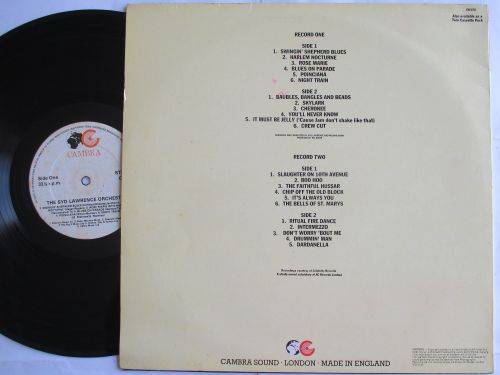 Also available as a
Twin Cassette Pack
RECORD ONE
SIDE 1
1. SWINGIN' SHEPHERD BLUES
2. HARLEM NOCTURNE
3. ROSE MARIE
4. BLUES ON PARADE
5. POINCIANA
6. NIGHT TRAIN
SIDE 2
1. BAUBLES, BANGLES AND BEADS
2. SKYLARK
3. CHEROKEE
4. YOU'LL NEVER KNOW
5. IT MUST BE JELLY ('Cause Jam don't shake like that)
6. CREW CUT
RECORD TWO
SIDE 1
1. SLAUGHTER ON 10TH AVENUE
2. BOO HOO
3. THE FAITHFUL HUSSAR
4. CHIP OFF THE OLD BLOCK
5. IT'S ALWAYS YOU
6. THE BELLS OF ST. MARYS
SIDE 2
1. RITUAL FIRE DANCE
2. INTERMEZZO
3. DON'T WORRY 'BOUT ME
4. DRUMMIN' MAN
5. DARDANELLA
CAMBRA SOUND · LONDON · MADE IN ENGLAND
CAMBRA
Side One
33⅓ r.p.m
THE SYD LAWRENCE ORCHEST